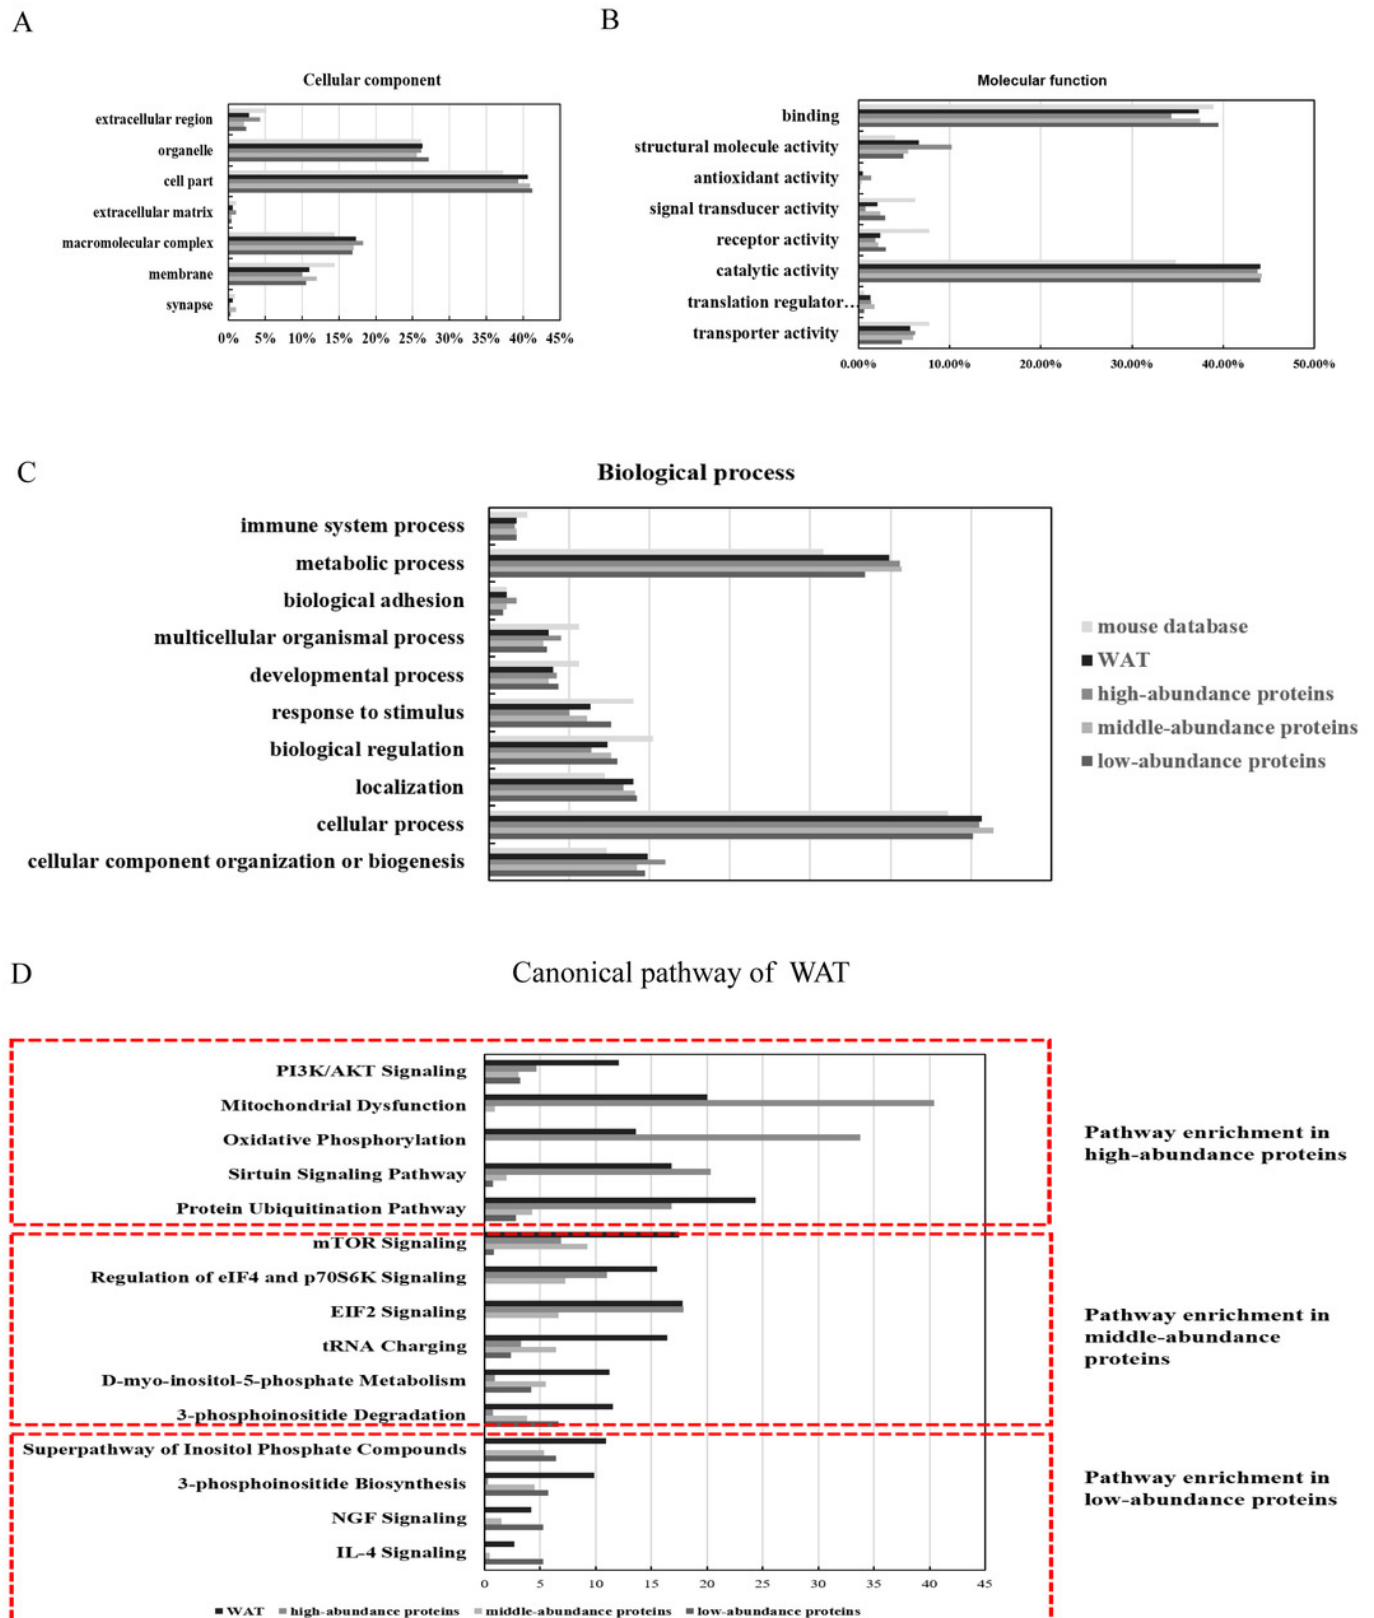 A
B
Cellular component
extracellular region
organelle
cell part
extracellular matrix
macromolecular complex
membrane
synapse
0% 5% 10% 15% 20% 25% 30% 35% 40% 45%
Molecular function
binding
structural molecule activity
antioxidant activity
signal transducer activity
receptor activity
catalytic activity
translation regulator…
transporter activity
0.00% 10.00% 20.00% 30.00% 40.00% 50.00%
C
Biological process
immune system process
metabolic process
biological adhesion
multicellular organismal process
developmental process
response to stimulus
biological regulation
localization
cellular process
cellular component organization or biogenesis
mouse database
WAT
high-abundance proteins
middle-abundance proteins
low-abundance proteins
D
Canonical pathway of WAT
PI3K/AKT Signaling
Mitochondrial Dysfunction
Oxidative Phosphorylation
Sirtuin Signaling Pathway
Protein Ubiquitination Pathway
mTOR Signaling
Regulation of eIF4 and p70S6K Signaling
EIF2 Signaling
tRNA Charging
D-myo-inositol-5-phosphate Metabolism
3-phosphoinositide Degradation
Superpathway of Inositol Phosphate Compounds
3-phosphoinositide Biosynthesis
NGF Signaling
IL-4 Signaling
0 5 10 15 20 25 30 35 40 45
WAT high-abundance proteins middle-abundance proteins low-abundance proteins
Pathway enrichment in
high-abundance proteins
Pathway enrichment in
middle-abundance
proteins
Pathway enrichment in
low-abundance proteins